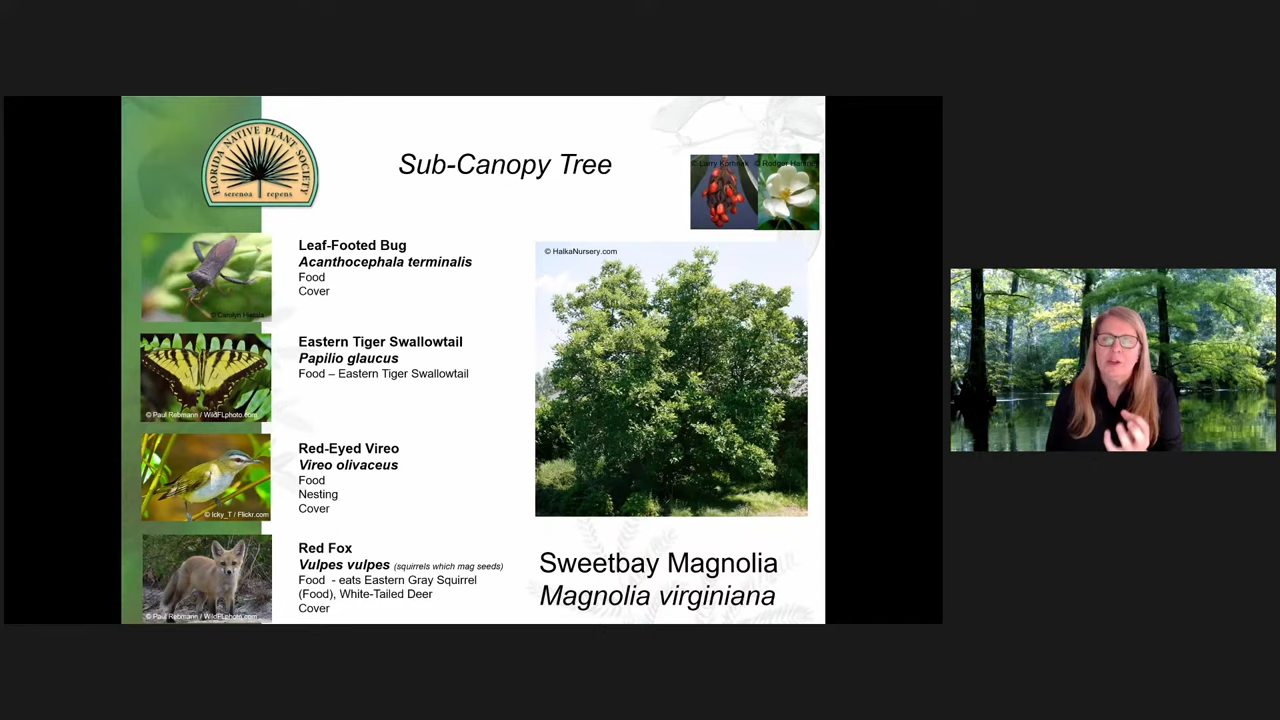 FLORIDA NATIVE PLANT SOCIETY
serenoa repens
Sub-Canopy Tree
© Larry Korhnak
Leaf-Footed Bug
Acanthocephala terminalis
Food
Cover
© HalkaNursery.com
Eastern Tiger Swallowtail
Papilio glaucus
Food – Eastern Tiger Swallowtail
© Paul Rebmann / WildFLphoto.com
Red-Eyed Vireo
Vireo olivaceus
Food
Nesting
Cover
© Icky_T / Flickr.com
Red Fox
Vulpes vulpes (squirrels which mag seeds)
Food - eats Eastern Gray Squirrel
(Food), White-Tailed Deer
Cover
© Paul Rebmann / WildFLphoto.com
Sweetbay Magnolia
Magnolia virginiana